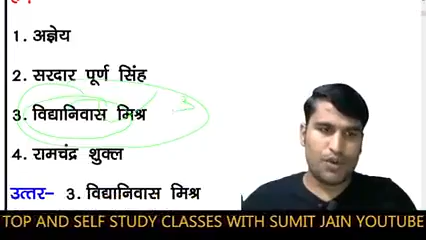 1. अज्ञेय
2. सरदार पूर्ण सिंह
3. विद्यानिवास मिश्र
4. रामचंद्र शुक्ल
उत्तर- 3. विद्यानिवास मिश्र
TOP AND SELF STUDY CLASSES WITH SUMIT JAIN YOUTUBE